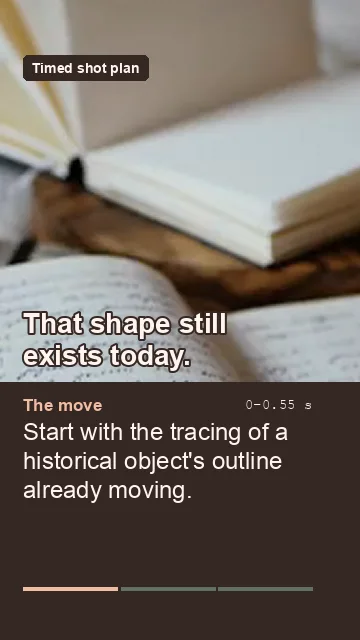 Timed shot plan
That shape still
exists today.
The move
0–0.55 s
Start with the tracing of a
historical object's outline
already moving.